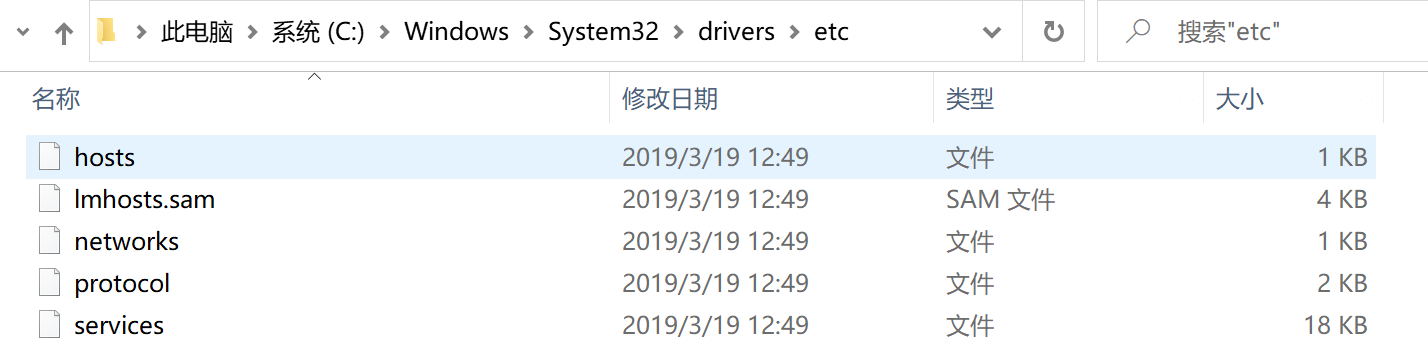 此电脑 系统 (C:) Windows System32 drivers etc 搜索"etc"
名称 修改日期 类型 大小
hosts 2019/3/19 12:49 文件 1 KB
lmhosts.sam 2019/3/19 12:49 SAM 文件 4 KB
networks 2019/3/19 12:49 文件 1 KB
protocol 2019/3/19 12:49 文件 2 KB
services 2019/3/19 12:49 文件 18 KB